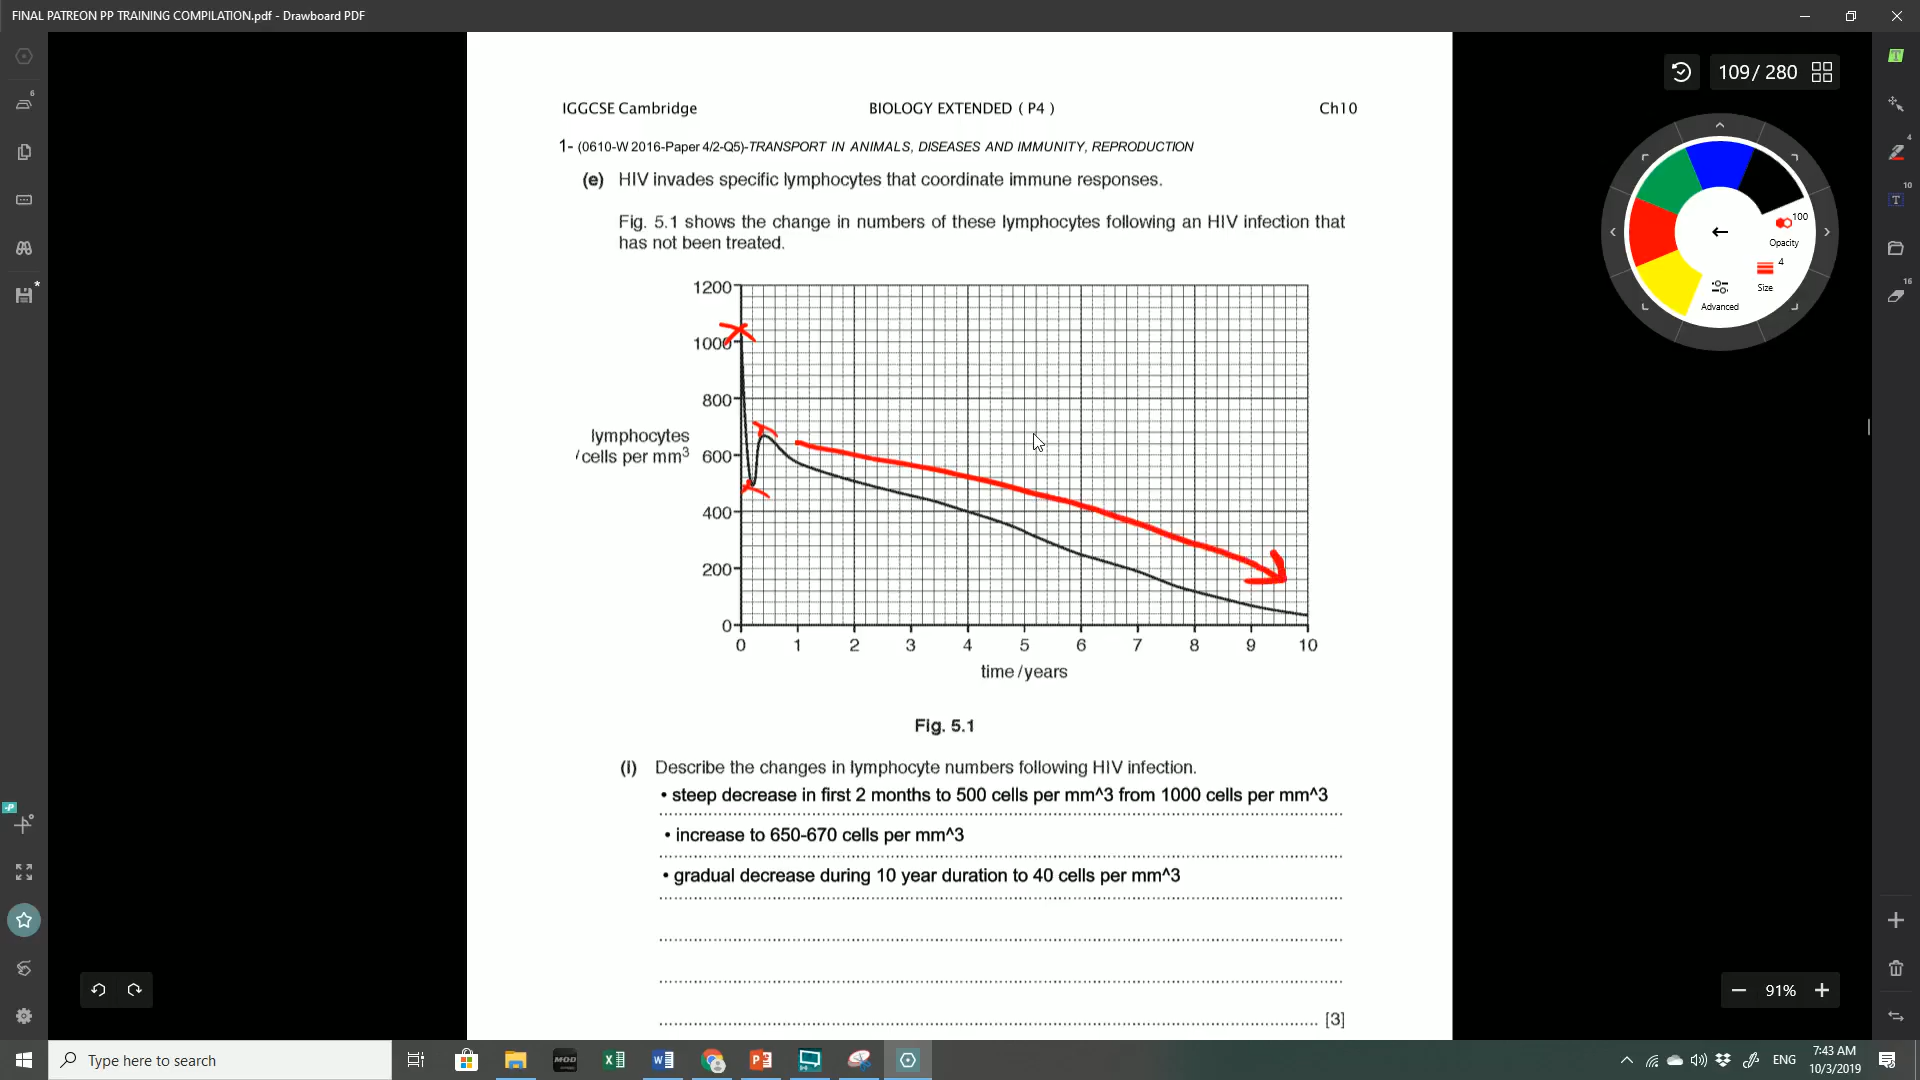 FINAL PATREON PP TRAINING COMPILATION.pdf - Drawboard PDF
109/ 280
IGGCSE Cambridge BIOLOGY EXTENDED ( P4 ) Ch10
1- (0610-W 2016-Paper 4/2-Q5)-TRANSPORT IN ANIMALS, DISEASES AND IMMUNITY, REPRODUCTION
(e) HIV invades specific lymphocytes that coordinate immune responses.
Fig. 5.1 shows the change in numbers of these lymphocytes following an HIV infection that
has not been treated.
1200
1000
800
lymphocytes
/cells per mm3
600
400
200
0
0 1 2 3 4 5 6 7 8 9 10
time/years
Fig. 5.1
(i) Describe the changes in lymphocyte numbers following HIV infection.
• steep decrease in first 2 months to 500 cells per mm^3 from 1000 cells per mm^3
• increase to 650-670 cells per mm^3
• gradual decrease during 10 year duration to 40 cells per mm^3
[3]
100
Opacity
4
Size
Advanced
6
4
10
T
16
91%
Type here to search
MOD
ENG
7:43 AM
10/3/2019